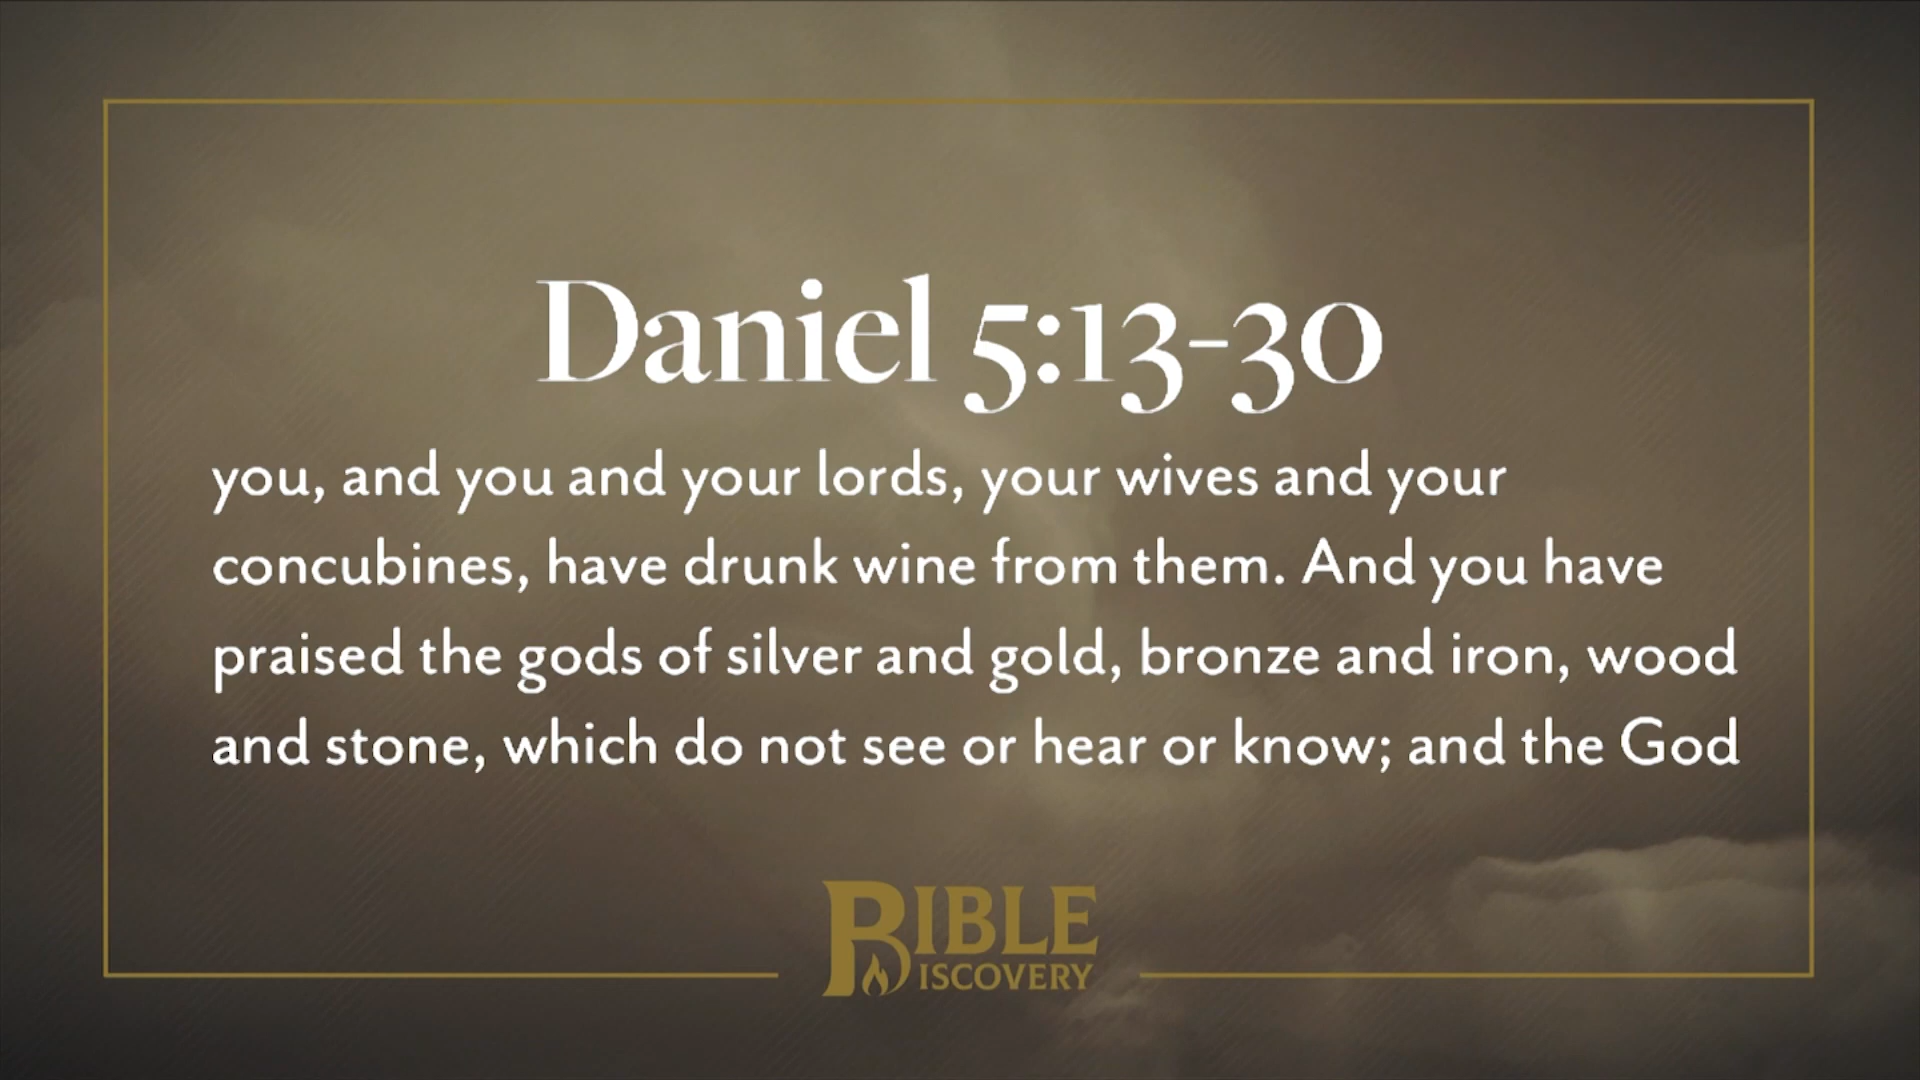 Daniel 5:13-30
you, and you and your lords, your wives and your
concubines, have drunk wine from them. And you have
praised the gods of silver and gold, bronze and iron, wood
and stone, which do not see or hear or know; and the God
BIBLE
DISCOVERY